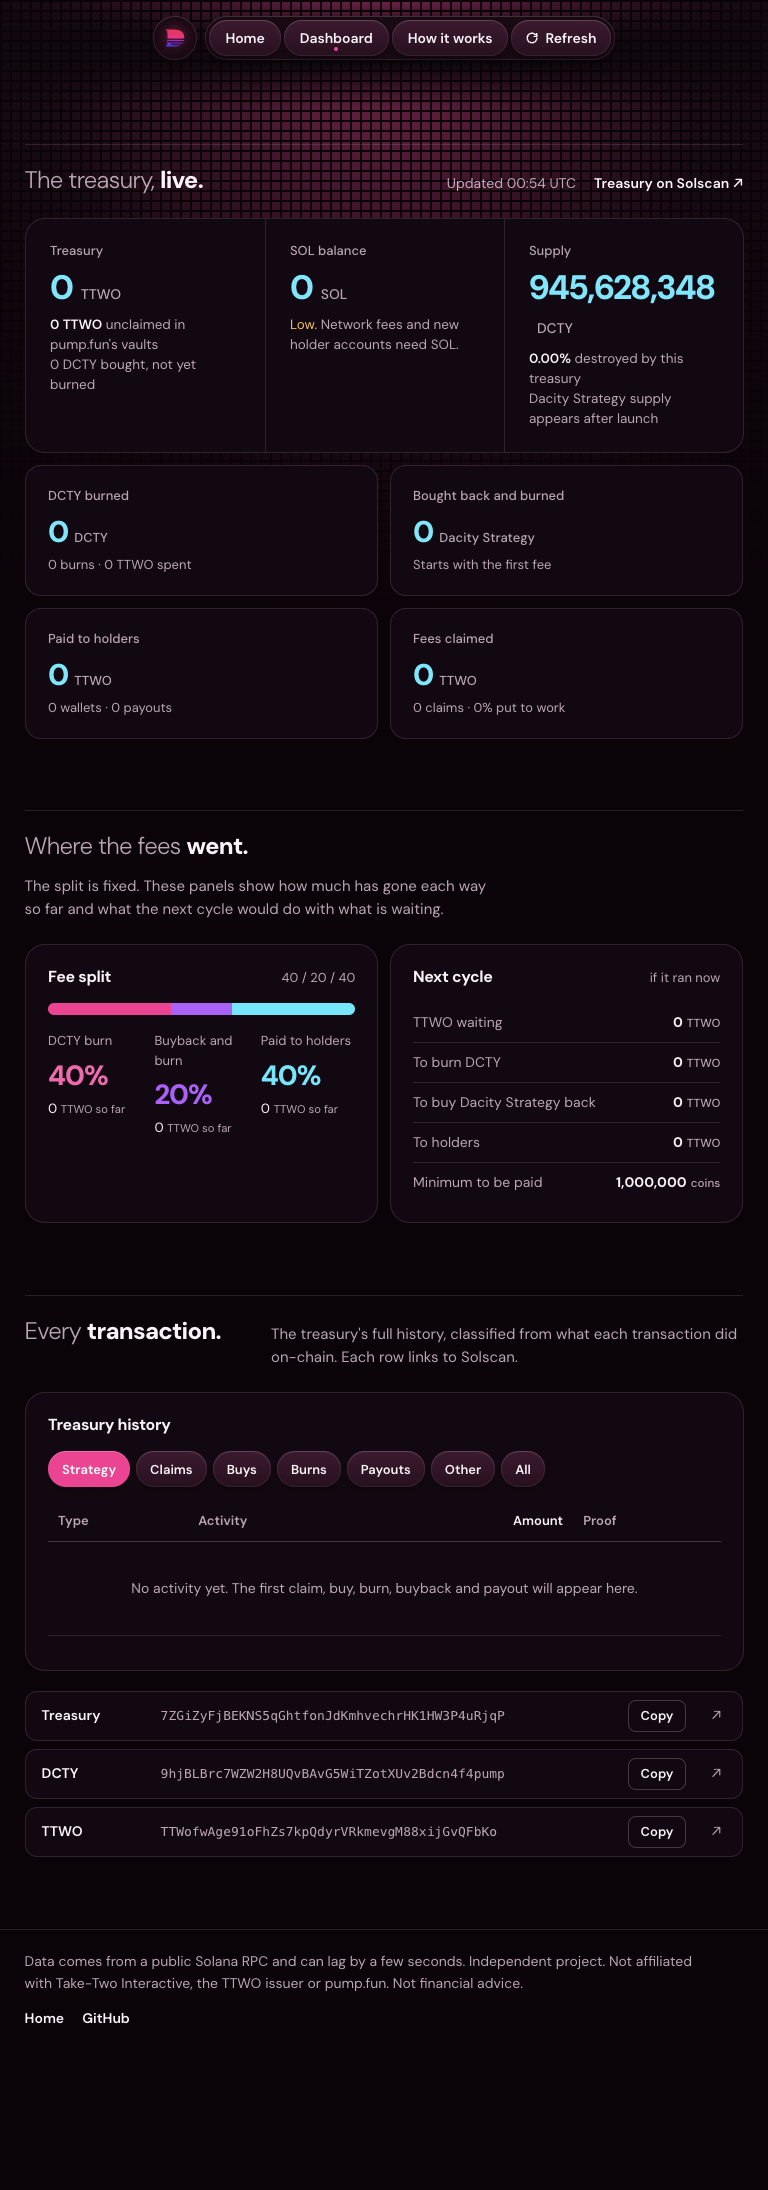 Home Dashboard How it works Refresh
The treasury, live.
Updated 00:54 UTC Treasury on Solscan ↗
Treasury
0 TTWO
0 TTWO unclaimed in
pump.fun's vaults
0 DCTY bought, not yet
burned
SOL balance
0 SOL
Low. Network fees and new
holder accounts need SOL.
Supply
945,628,348
DCTY
0.00% destroyed by this
treasury
Dacity Strategy supply
appears after launch
DCTY burned
0 DCTY
0 burns · 0 TTWO spent
Bought back and burned
0 Dacity Strategy
Starts with the first fee
Paid to holders
0 TTWO
0 wallets · 0 payouts
Fees claimed
0 TTWO
0 claims · 0% put to work
Where the fees went.
The split is fixed. These panels show how much has gone each way
so far and what the next cycle would do with what is waiting.
Fee split 40 / 20 / 40
DCTY burn
40%
0 TTWO so far
Buyback and
burn
20%
0 TTWO so far
Paid to holders
40%
0 TTWO so far
Next cycle if it ran now
TTWO waiting 0 TTWO
To burn DCTY 0 TTWO
To buy Dacity Strategy back 0 TTWO
To holders 0 TTWO
Minimum to be paid 1,000,000 coins
Every transaction.
The treasury's full history, classified from what each transaction did
on-chain. Each row links to Solscan.
Treasury history
Strategy Claims Buys Burns Payouts Other All
Type Activity Amount Proof
No activity yet. The first claim, buy, burn, buyback and payout will appear here.
Treasury 7ZGiZyFjBEKNS5qGhtfonJdKmhvechrHK1HW3P4uRjqP Copy ↗
DCTY 9hjBLBrc7WZW2H8UQvBAvG5WiTZotXUv2Bdcn4f4pump Copy ↗
TTWO TTWofwAge91oFhZs7kpQdyrVRkmevgM88xijGvQFbKo Copy ↗
Data comes from a public Solana RPC and can lag by a few seconds. Independent project. Not affiliated
with Take-Two Interactive, the TTWO issuer or pump.fun. Not financial advice.
Home GitHub